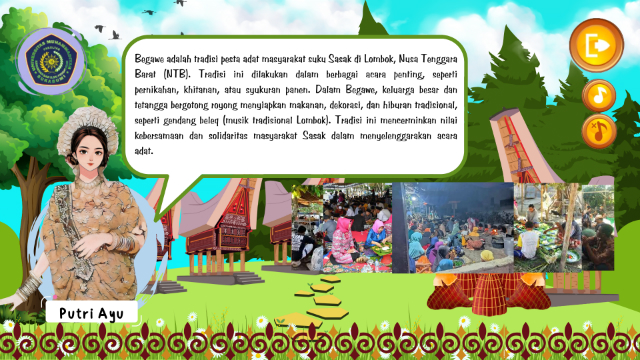 Begawe adalah tradisi pesta adat masyarakat suku Sasak di Lombok, Nusa Tenggara
Barat (NTB). Tradisi ini dilakukan dalam berbagai acara penting, seperti
pernikahan, khitanan, atau syukuran panen. Dalam Begawe, keluarga besar dan
tetangga bergotong royong menyiapkan makanan, dekorasi, dan hiburan tradisional,
seperti gendang beleq (musik tradisional Lombok). Tradisi ini mencerminkan nilai
kebersamaan dan solidaritas masyarakat Sasak dalam menyelenggarakan acara
adat.
Putri Ayu